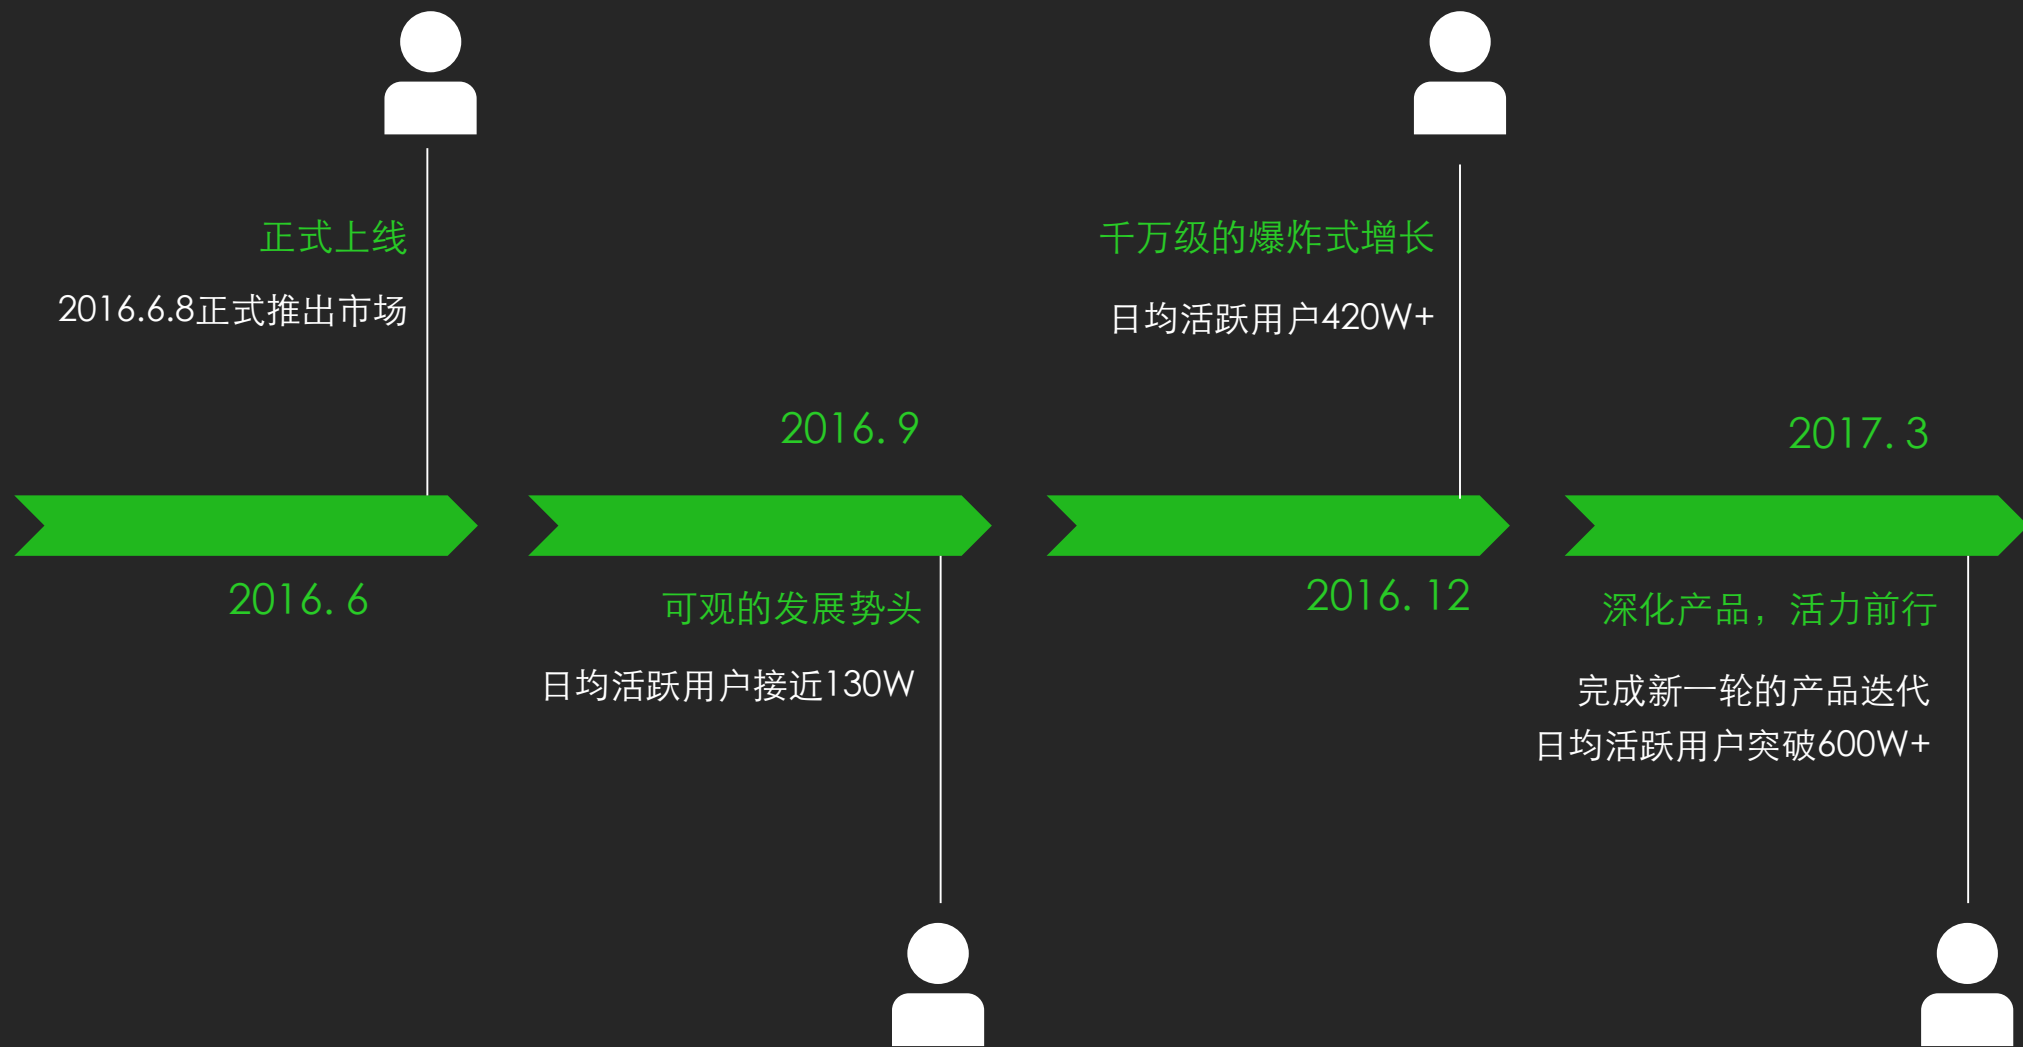 正式上线
2016.6.8正式推出市场
2016.6
2016.9
可观的发展势头
日均活跃用户接近130W
千万级的爆炸式增长
日均活跃用户420W+
2016.12
2017.3
深化产品，活力前行
完成新一轮的产品迭代
日均活跃用户突破600W+